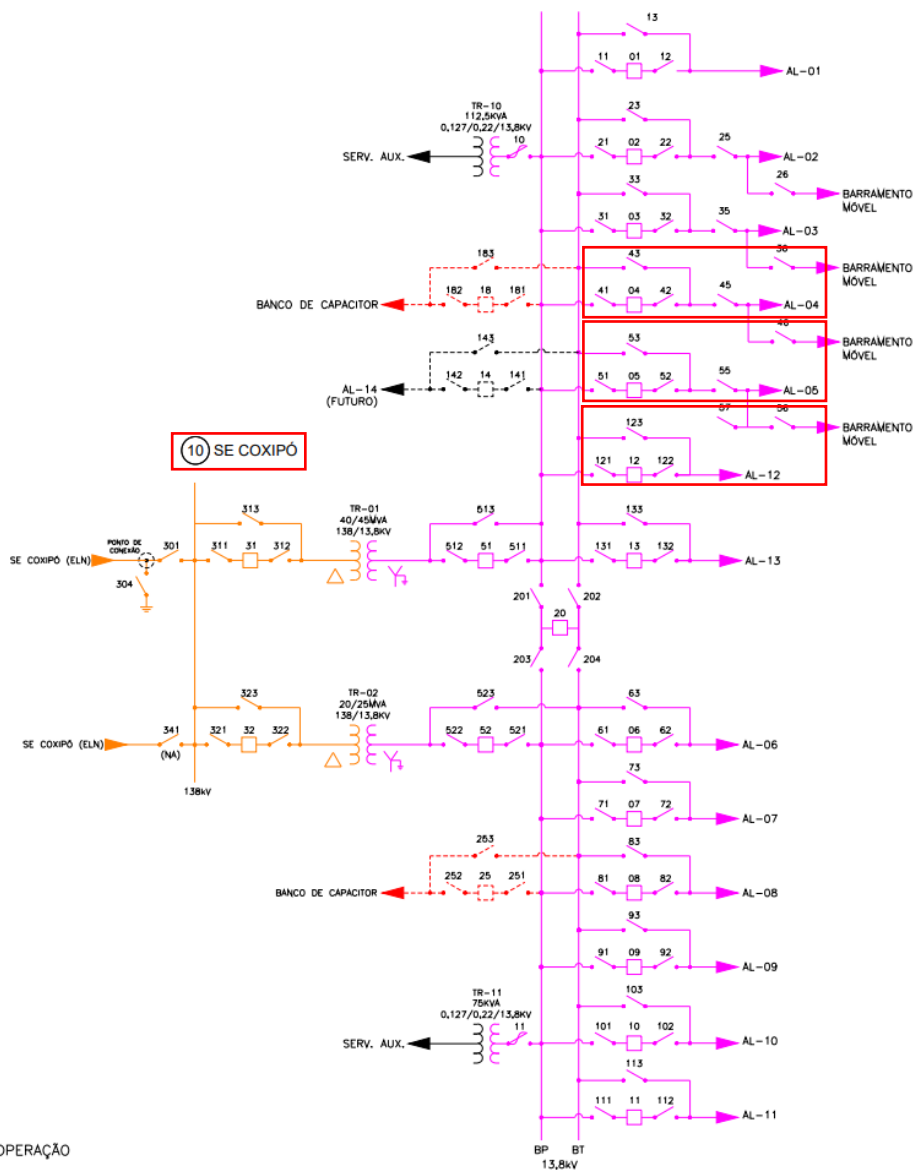 13
11 01 12
AL-01
TR-10
112,5KVA
0,127/0,22/13,8KV
10
SERV. AUX.
23
21 02 22
25
AL-02
26
BARRAMENTO
MÓVEL
33
31 03 32
35
AL-03
BARRAMENTO
MÓVEL
183
182 18 181
BANCO DE CAPACITOR
43
41 04 42
45
AL-04
BARRAMENTO
MÓVEL
143
142 14 141
AL-14
(FUTURO)
53
51 05 52
55
AL-05
57
BARRAMENTO
MÓVEL
123
121 12 122
AL-12
10 SE COXIPÓ
SE COXIPÓ (ELN)
PONTO DE
CONEXÃO
301
304
313
311 31 312
TR-01
40/45MVA
138/13,8KV
513
512 51 511
133
131 13 132
AL-13
201 202
20
203 204
SE COXIPÓ (ELN)
341
(NA)
323
321 32 322
TR-02
20/25MVA
138/13,8KV
523
522 52 521
63
61 06 62
AL-06
138kV
73
71 07 72
AL-07
253
252 25 251
BANCO DE CAPACITOR
83
81 08 82
AL-08
93
91 09 92
AL-09
TR-11
75KVA
0,127/0,22/13,8KV
11
SERV. AUX.
103
101 10 102
AL-10
113
111 11 112
AL-11
OPERAÇÃO
BP BT
13,8kV